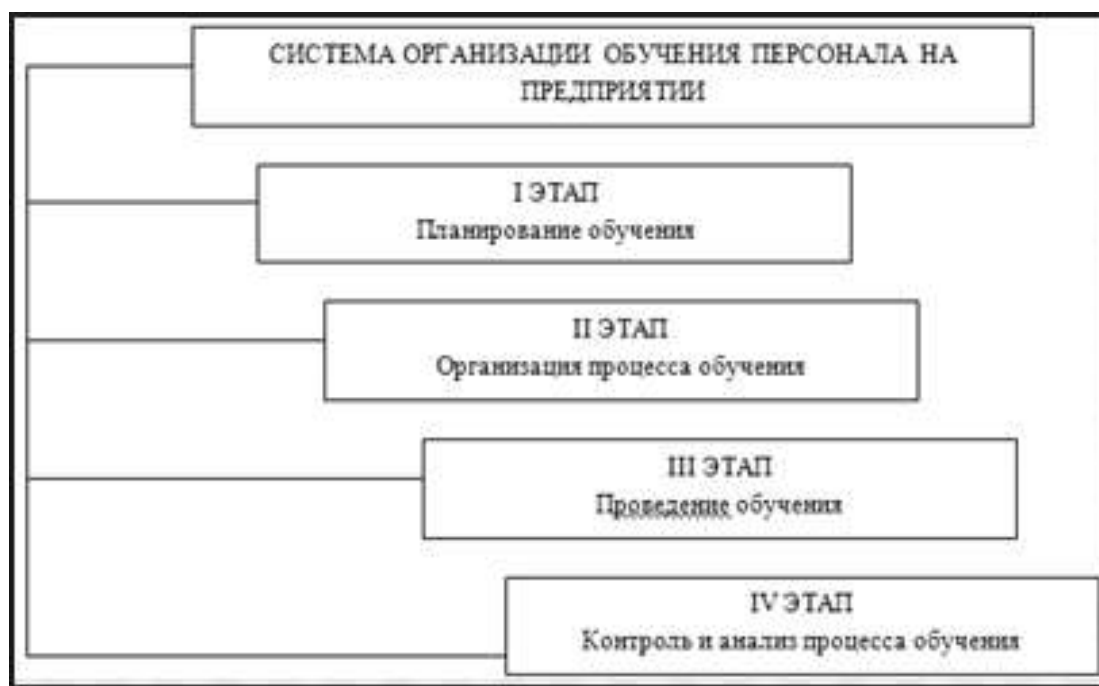 СИСТЕМА ОРГАНИЗАЦИИ ОБУЧЕНИЯ ПЕРСОНАЛА НА
ПРЕДПРИЯТИИ
I ЭТАП
Планирование обучения
II ЭТАП
Организация процесса обучения
III ЭТАП
Проведение обучения
IV ЭТАП
Контроль и анализ процесса обучения